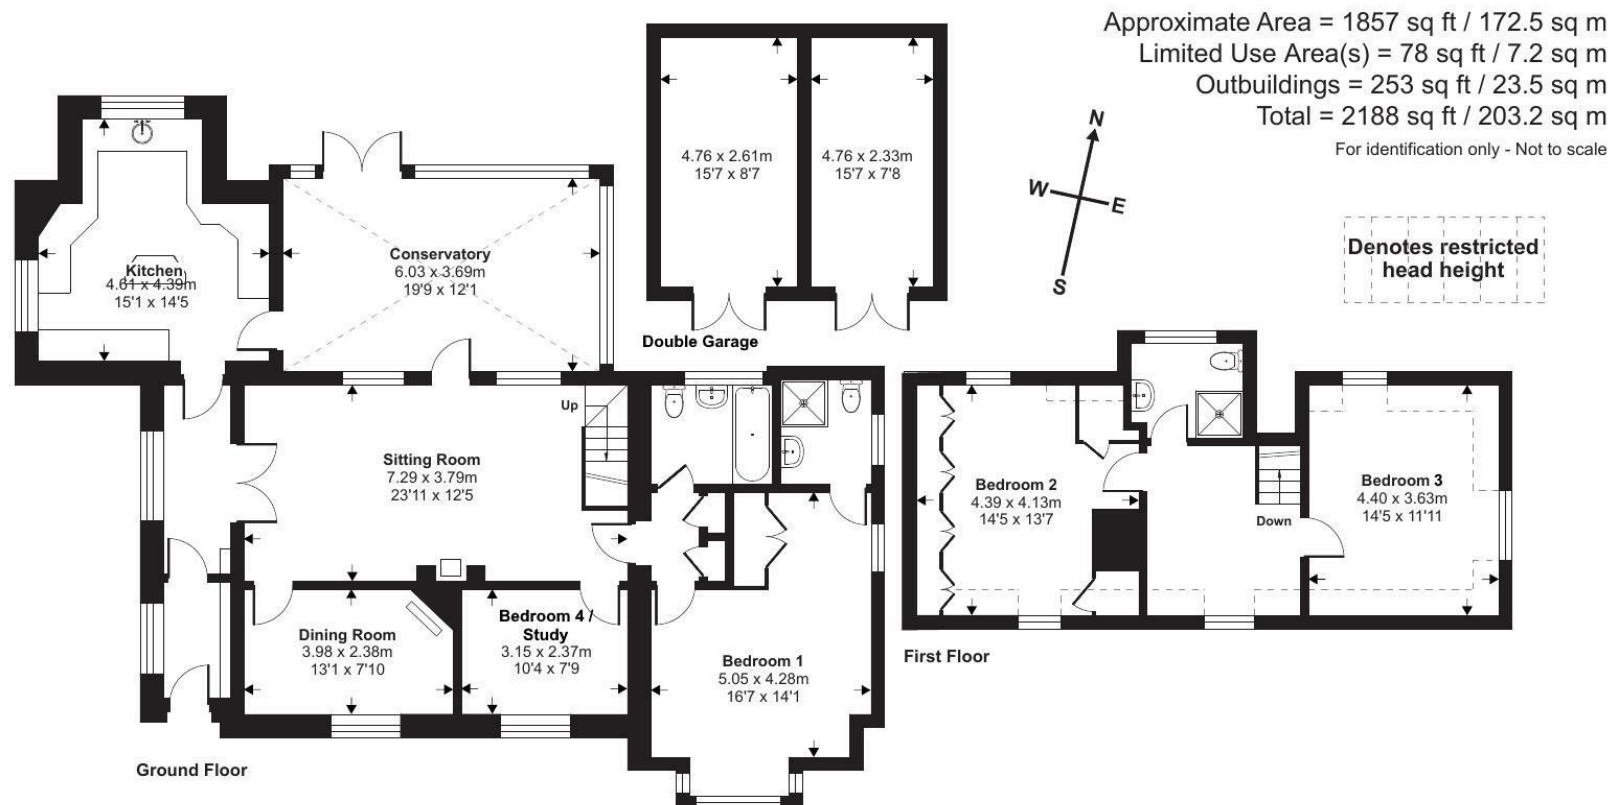 Approximate Area = 1857 sq ft / 172.5 sq m
Limited Use Area(s) = 78 sq ft / 7.2 sq m
Outbuildings = 253 sq ft / 23.5 sq m
Total = 2188 sq ft / 203.2 sq m
For identification only - Not to scale
N
W
E
S
Denotes restricted
head height
4.76 x 2.61m
15'7 x 8'7
4.76 x 2.33m
15'7 x 7'8
Double Garage
Kitchen
4.61 x 4.39m
15'1 x 14'5
Conservatory
6.03 x 3.69m
19'9 x 12'1
Up
Sitting Room
7.29 x 3.79m
23'11 x 12'5
Dining Room
3.98 x 2.38m
13'1 x 7'10
Bedroom 4 /
Study
3.15 x 2.37m
10'4 x 7'9
Bedroom 1
5.05 x 4.28m
16'7 x 14'1
Ground Floor
Bedroom 2
4.39 x 4.13m
14'5 x 13'7
Down
Bedroom 3
4.40 x 3.63m
14'5 x 11'11
First Floor